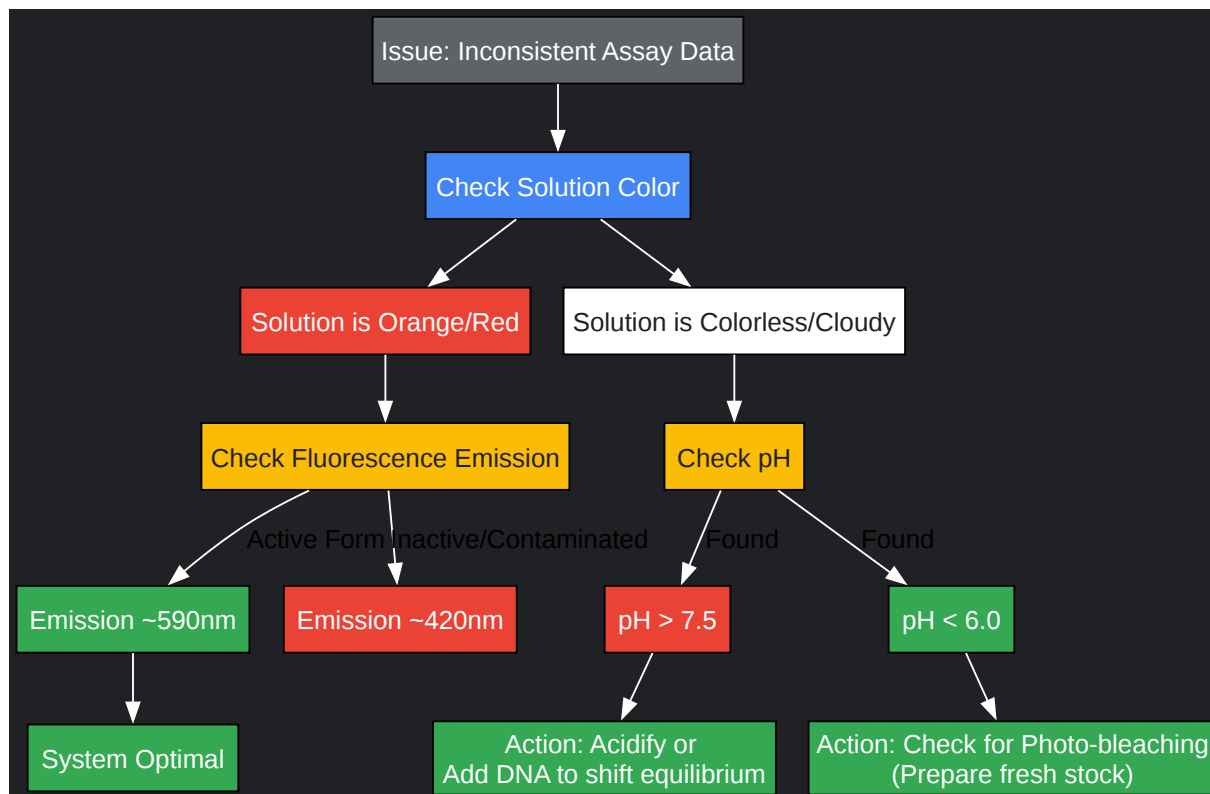 Issue: Inconsistent Assay Data
Check Solution Color
Solution is Orange/Red
Solution is Colorless/Cloudy
Check Fluorescence Emission
Check pH
Active Form
Inactive/Contaminated
Found
Found
Emission ~590nm
Emission ~420nm
pH > 7.5
pH < 6.0
System Optimal
Action: Acidify or
Add DNA to shift equilibrium
Action: Check for Photo-bleaching
(Prepare fresh stock)